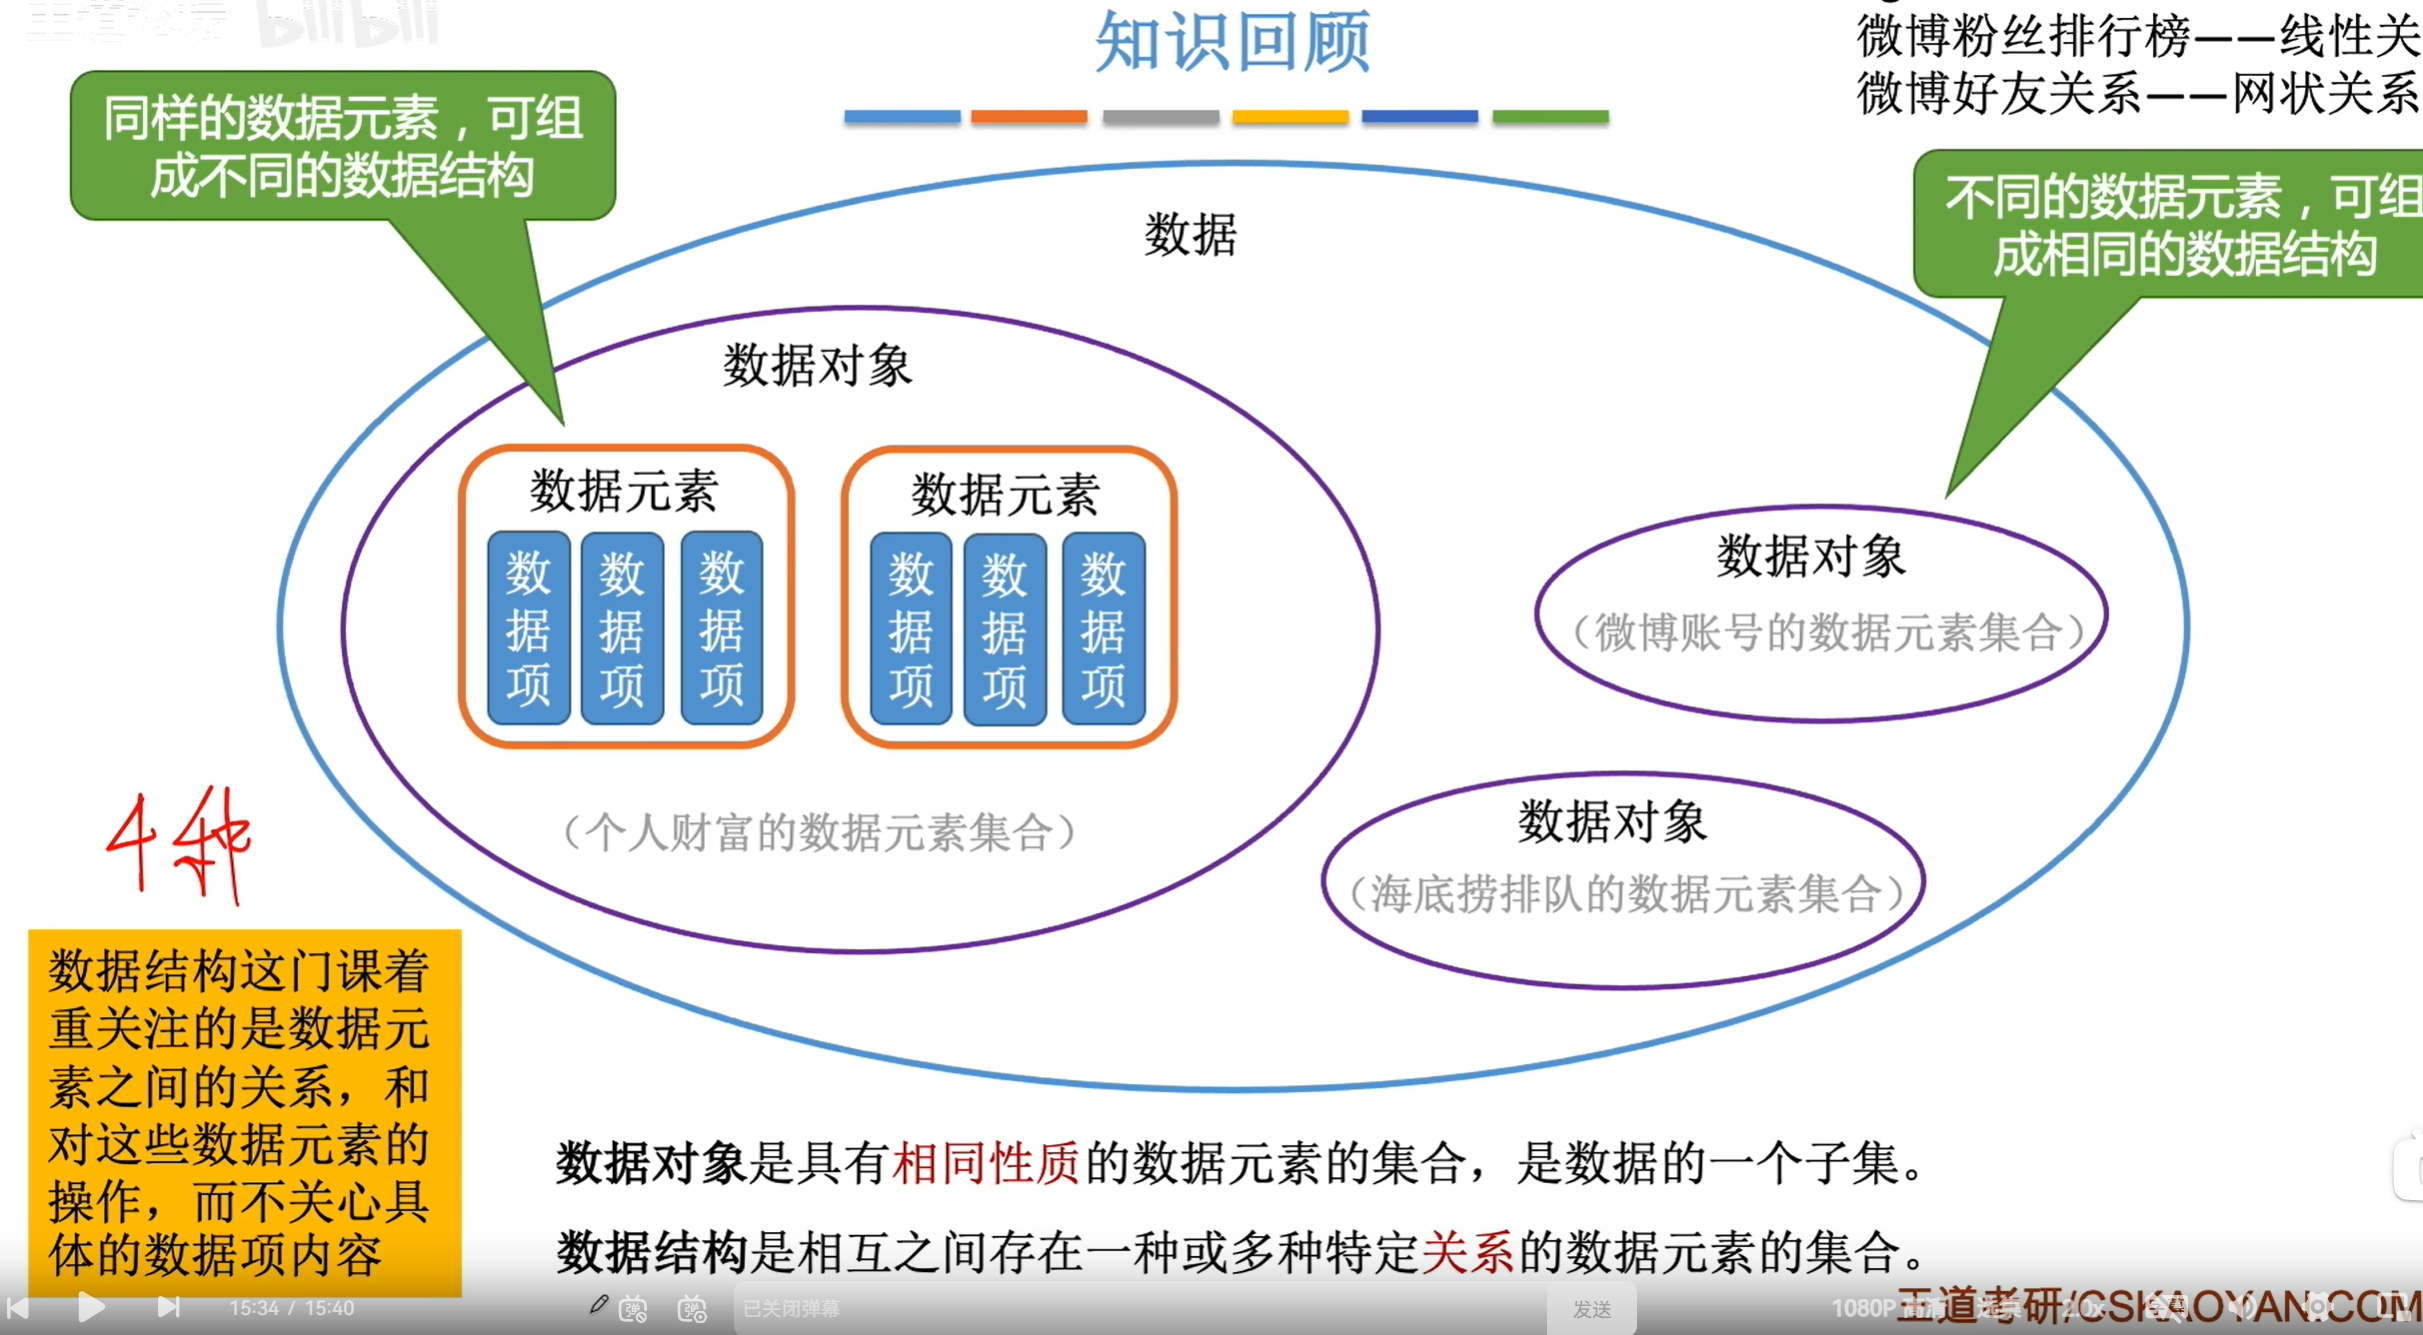 王道论坛 bilibili
知识回顾
微博粉丝排行榜——线性关
微博好友关系——网状关系
同样的数据元素，可组
成不同的数据结构
不同的数据元素，可组
成相同的数据结构
数据
数据对象
数据元素
数据项
数据项
数据项
数据元素
数据项
数据项
数据项
（个人财富的数据元素集合）
数据对象
（微博账号的数据元素集合）
数据对象
（海底捞排队的数据元素集合）
4种
数据结构这门课着
重关注的是数据元
素之间的关系，和
对这些数据元素的
操作，而不关心具
体的数据项内容
数据对象是具有相同性质的数据元素的集合，是数据的一个子集。
数据结构是相互之间存在一种或多种特定关系的数据元素的集合。
王道考研/CSKAOYAN.COM
15:34 / 15:40
已关闭弹幕
发送
1080P 高清
选集
2.0x